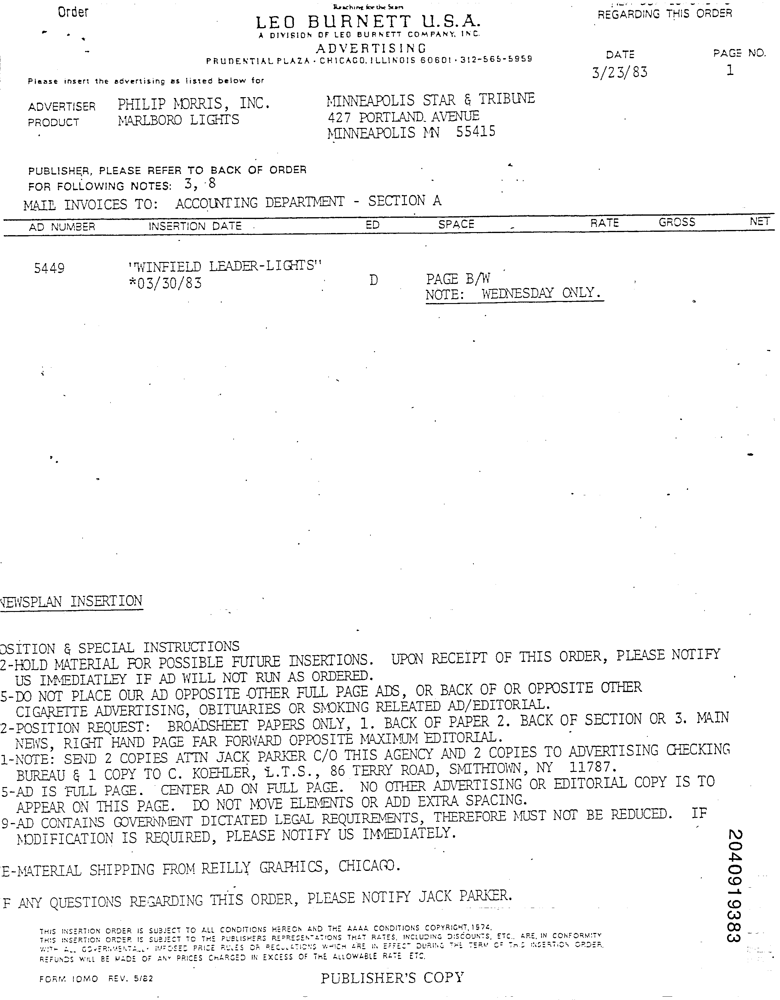 Order
Reaching for the Stars
LEO BURNETT U.S.A.
A DIVISION OF LEO BURNETT COMPANY, INC.
ADVERTISING
PRUDENTIAL PLAZA • CHICAGO, ILLINOIS 60601 • 312-565-5959
REGARDING THIS ORDER
DATE PAGE NO.
3/23/83 1
Please insert the advertising as listed below for
ADVERTISER PHILIP MORRIS, INC. MINNEAPOLIS STAR & TRIBUNE
PRODUCT MARLBORO LIGHTS 427 PORTLAND AVENUE
MINNEAPOLIS MN 55415
PUBLISHER, PLEASE REFER TO BACK OF ORDER
FOR FOLLOWING NOTES: 3, 8
MAIL INVOICES TO: ACCOUNTING DEPARTMENT - SECTION A
AD NUMBER INSERTION DATE ED SPACE RATE GROSS NET
5449 "WINFIELD LEADER-LIGHTS"
*03/30/83 D PAGE B/W
NOTE: WEDNESDAY ONLY.
NEWSPLAN INSERTION
OSITION & SPECIAL INSTRUCTIONS
2-HOLD MATERIAL FOR POSSIBLE FUTURE INSERTIONS. UPON RECEIPT OF THIS ORDER, PLEASE NOTIFY
US IMMEDIATLEY IF AD WILL NOT RUN AS ORDERED.
5-DO NOT PLACE OUR AD OPPOSITE OTHER FULL PAGE ADS, OR BACK OF OR OPPOSITE OTHER
CIGARETTE ADVERTISING, OBITUARIES OR SMOKING RELEATED AD/EDITORIAL.
2-POSITION REQUEST: BROADSHEET PAPERS ONLY, 1. BACK OF PAPER 2. BACK OF SECTION OR 3. MAIN
NEWS, RIGHT HAND PAGE FAR FORWARD OPPOSITE MAXIMUM EDITORIAL.
1-NOTE: SEND 2 COPIES ATTN JACK PARKER C/O THIS AGENCY AND 2 COPIES TO ADVERTISING CHECKING
BUREAU & 1 COPY TO C. KOEHLER, L.T.S., 86 TERRY ROAD, SMITHTOWN, NY 11787.
5-AD IS FULL PAGE. CENTER AD ON FULL PAGE. NO OTHER ADVERTISING OR EDITORIAL COPY IS TO
APPEAR ON THIS PAGE. DO NOT MOVE ELEMENTS OR ADD EXTRA SPACING.
9-AD CONTAINS GOVERNMENT DICTATED LEGAL REQUIREMENTS, THEREFORE MUST NOT BE REDUCED. IF
MODIFICATION IS REQUIRED, PLEASE NOTIFY US IMMEDIATELY.
E-MATERIAL SHIPPING FROM REILLY GRAPHICS, CHICAGO.
F ANY QUESTIONS REGARDING THIS ORDER, PLEASE NOTIFY JACK PARKER.
THIS INSERTION ORDER IS SUBJECT TO ALL CONDITIONS HEREON AND THE AAAA CONDITIONS COPYRIGHT, 1974,
THIS INSERTION ORDER IS SUBJECT TO THE PUBLISHERS REPRESENTATIONS THAT RATES, INCLUDING DISCOUNTS, ETC., ARE, IN CONFORMITY
WITH ALL GOVERNMENTALLY IMPOSED PRICE RULES OR REGULATIONS WHICH ARE IN EFFECT DURING THE TERM OF THIS INSERTION ORDER,
REFUNDS WILL BE MADE OF ANY PRICES CHARGED IN EXCESS OF THE ALLOWABLE RATE ETC.
FORM 10MO REV. 5/82 PUBLISHER'S COPY
2040919383